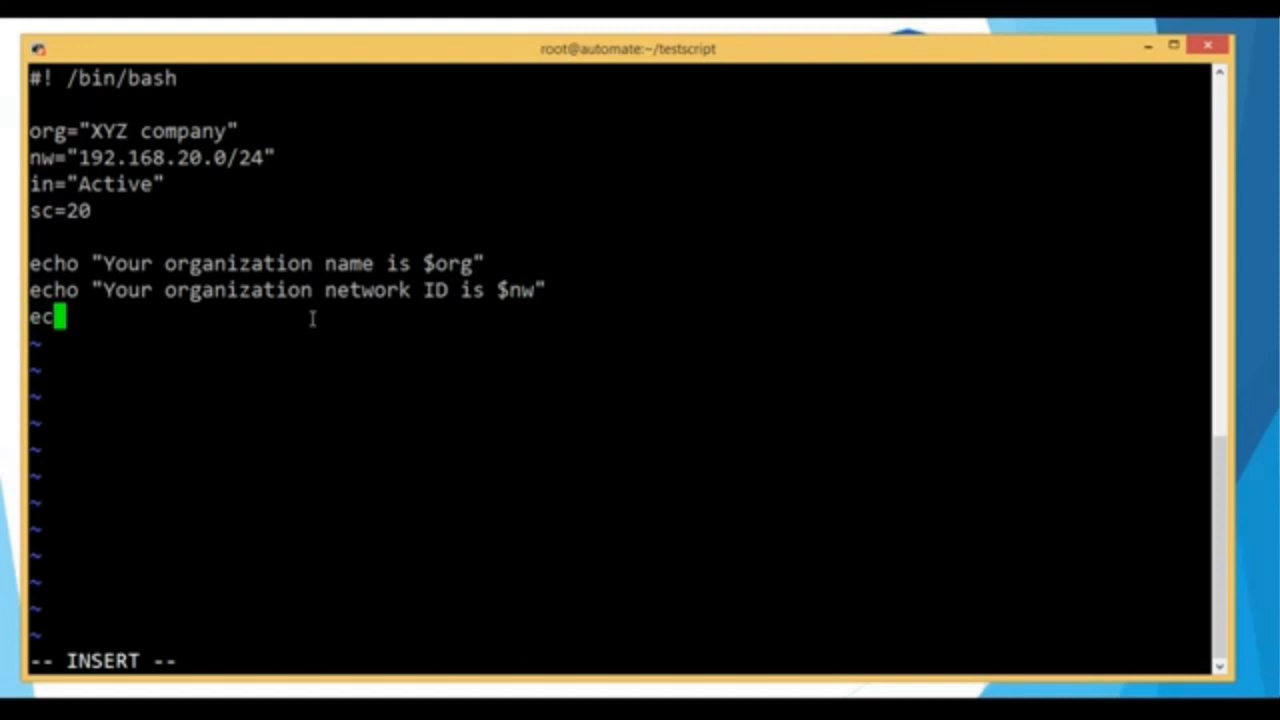 root@automate:~/testscript
#! /bin/bash
org="XYZ company"
nw="192.168.20.0/24"
in="Active"
sc=20
echo "Your organization name is $org"
echo "Your organization network ID is $nw"
ec
~
~
~
~
~
~
~
~
~
~
~
~
-- INSERT --